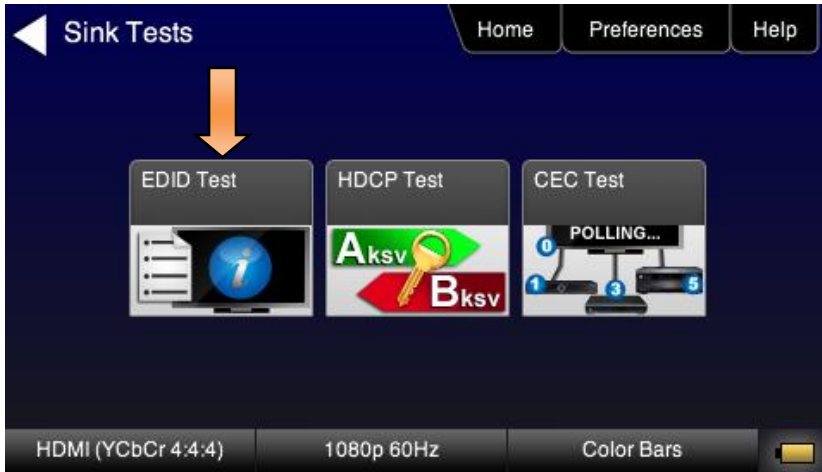 Sink Tests
Home
Preferences
Help
EDID Test
HDCP Test
CEC Test
i
Aksv
Bksv
POLLING...
0
1
3
5
HDMI (YCbCr 4:4:4)
1080p 60Hz
Color Bars